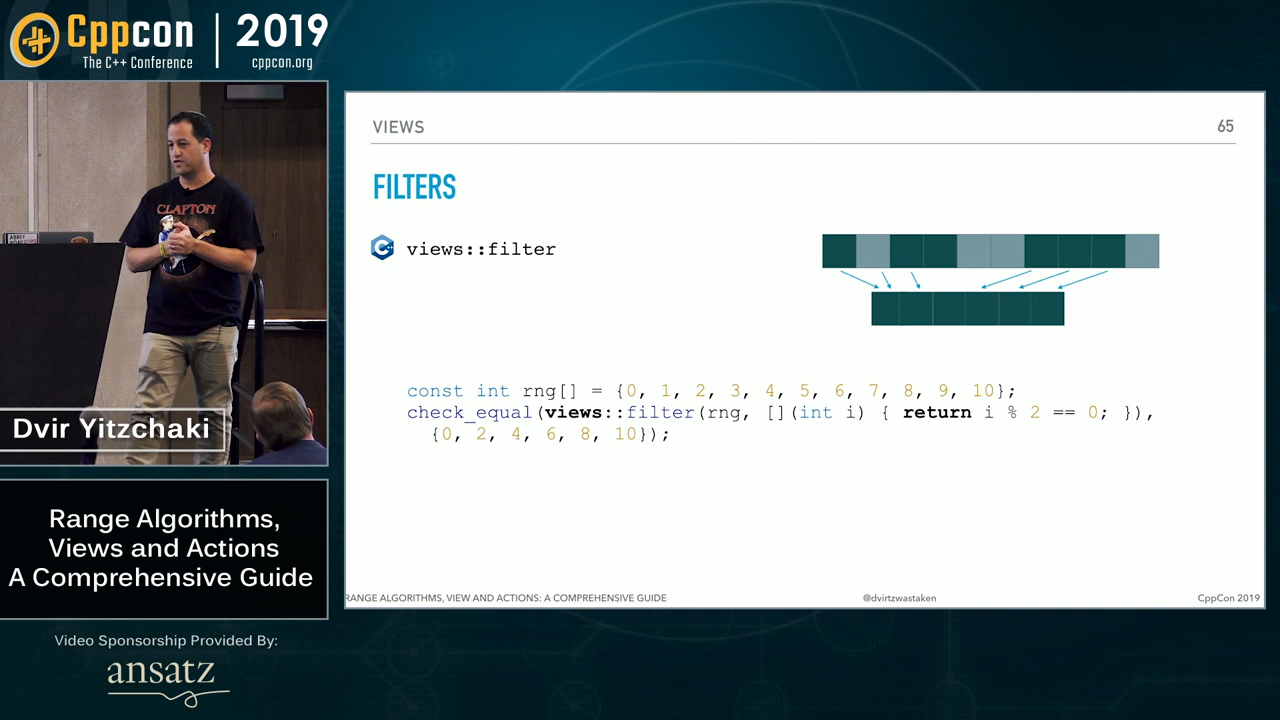 Cppcon
The C++ Conference
2019
cppcon.org
CLAPTON
Dvir Yitzchaki
Range Algorithms,
Views and Actions
A Comprehensive Guide
Video Sponsorship Provided By:
ansatz
VIEWS
65
FILTERS
views::filter
const int rng[] = {0, 1, 2, 3, 4, 5, 6, 7, 8, 9, 10};
check_equal(views::filter(rng, [](int i) { return i % 2 == 0; }),
{0, 2, 4, 6, 8, 10});
RANGE ALGORITHMS, VIEW AND ACTIONS: A COMPREHENSIVE GUIDE
@dvirtzwastaken
CppCon 2019